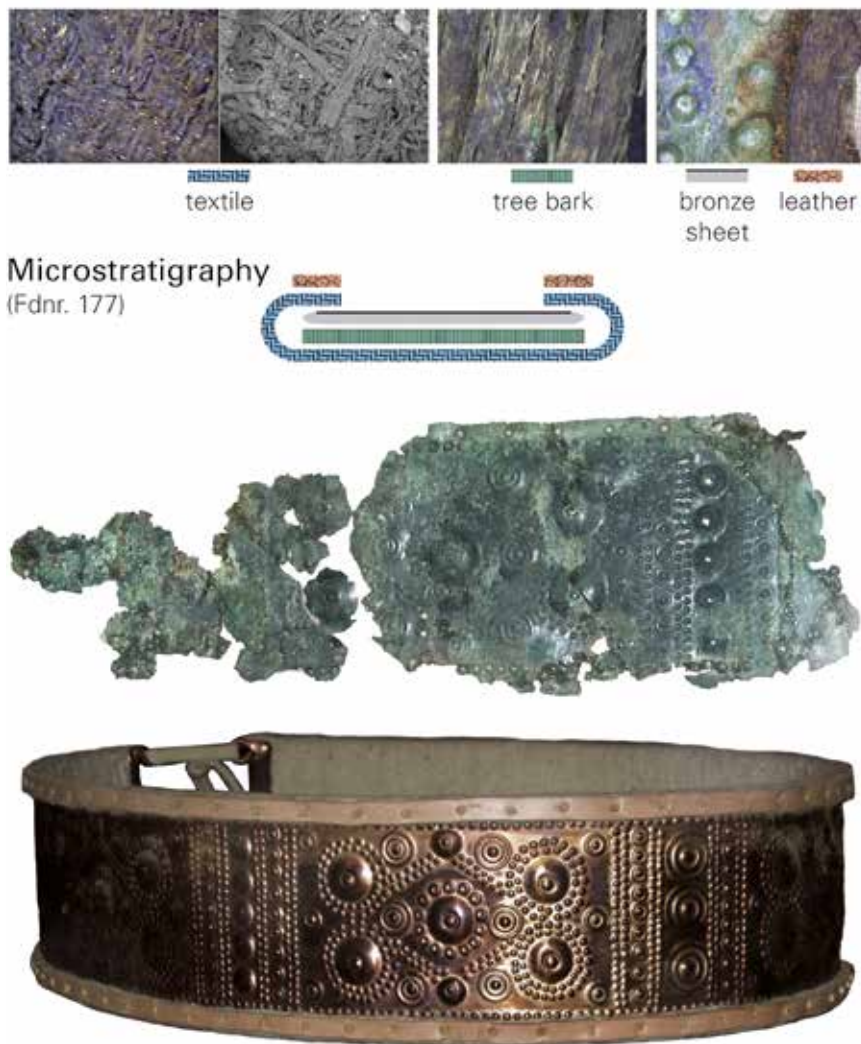 textile
tree bark
bronze
sheet
leather
Microstratigraphy
(Fdnr. 177)